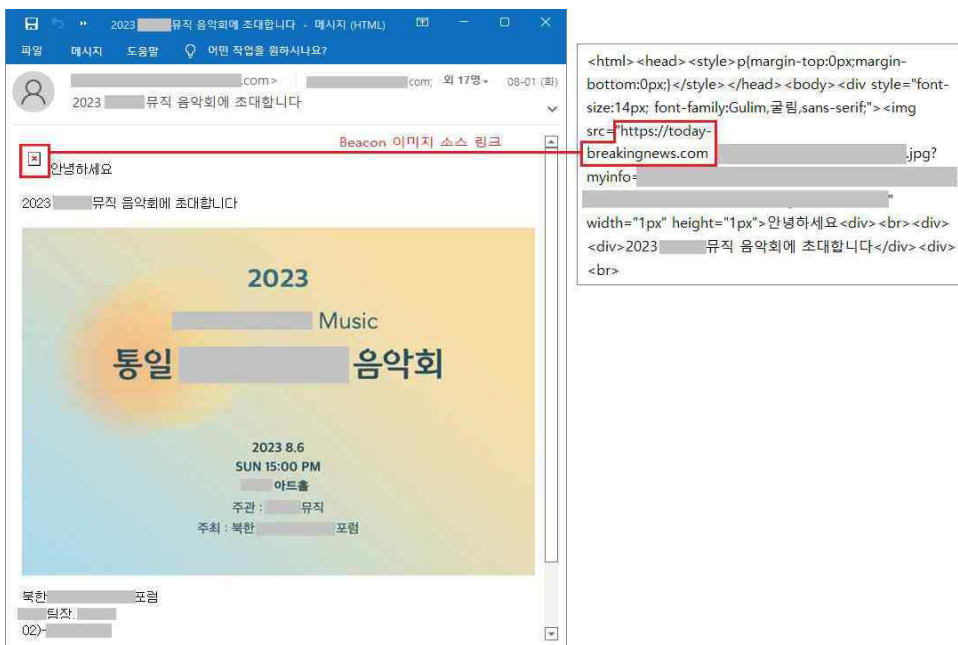 2023 뮤직 음악회에 초대합니다 - 메시지 (HTML)
파일 메시지 도움말 어떤 작업을 원하시나요?
.com> com; 외 17명 08-01 (화)
2023 뮤직 음악회에 초대합니다
Beacon 이미지 소스 링크
안녕하세요
2023 뮤직 음악회에 초대합니다
2023
Music
통일 음악회
2023 8.6
SUN 15:00 PM
아트홀
주관 : 뮤직
주최 : 북한 포럼
북한 포럼
팀장.
02)-
<html><head><style>p{margin-top:0px;margin-
bottom:0px;}</style></head><body><div style="font-
size:14px; font-family:Gulim,굴림,sans-serif;"><img
src="https://today-
breakingnews.com .jpg?
myinfo=
"
width="1px" height="1px">안녕하세요<div><br><div>
<div>2023 뮤직 음악회에 초대합니다</div><div>
<br>